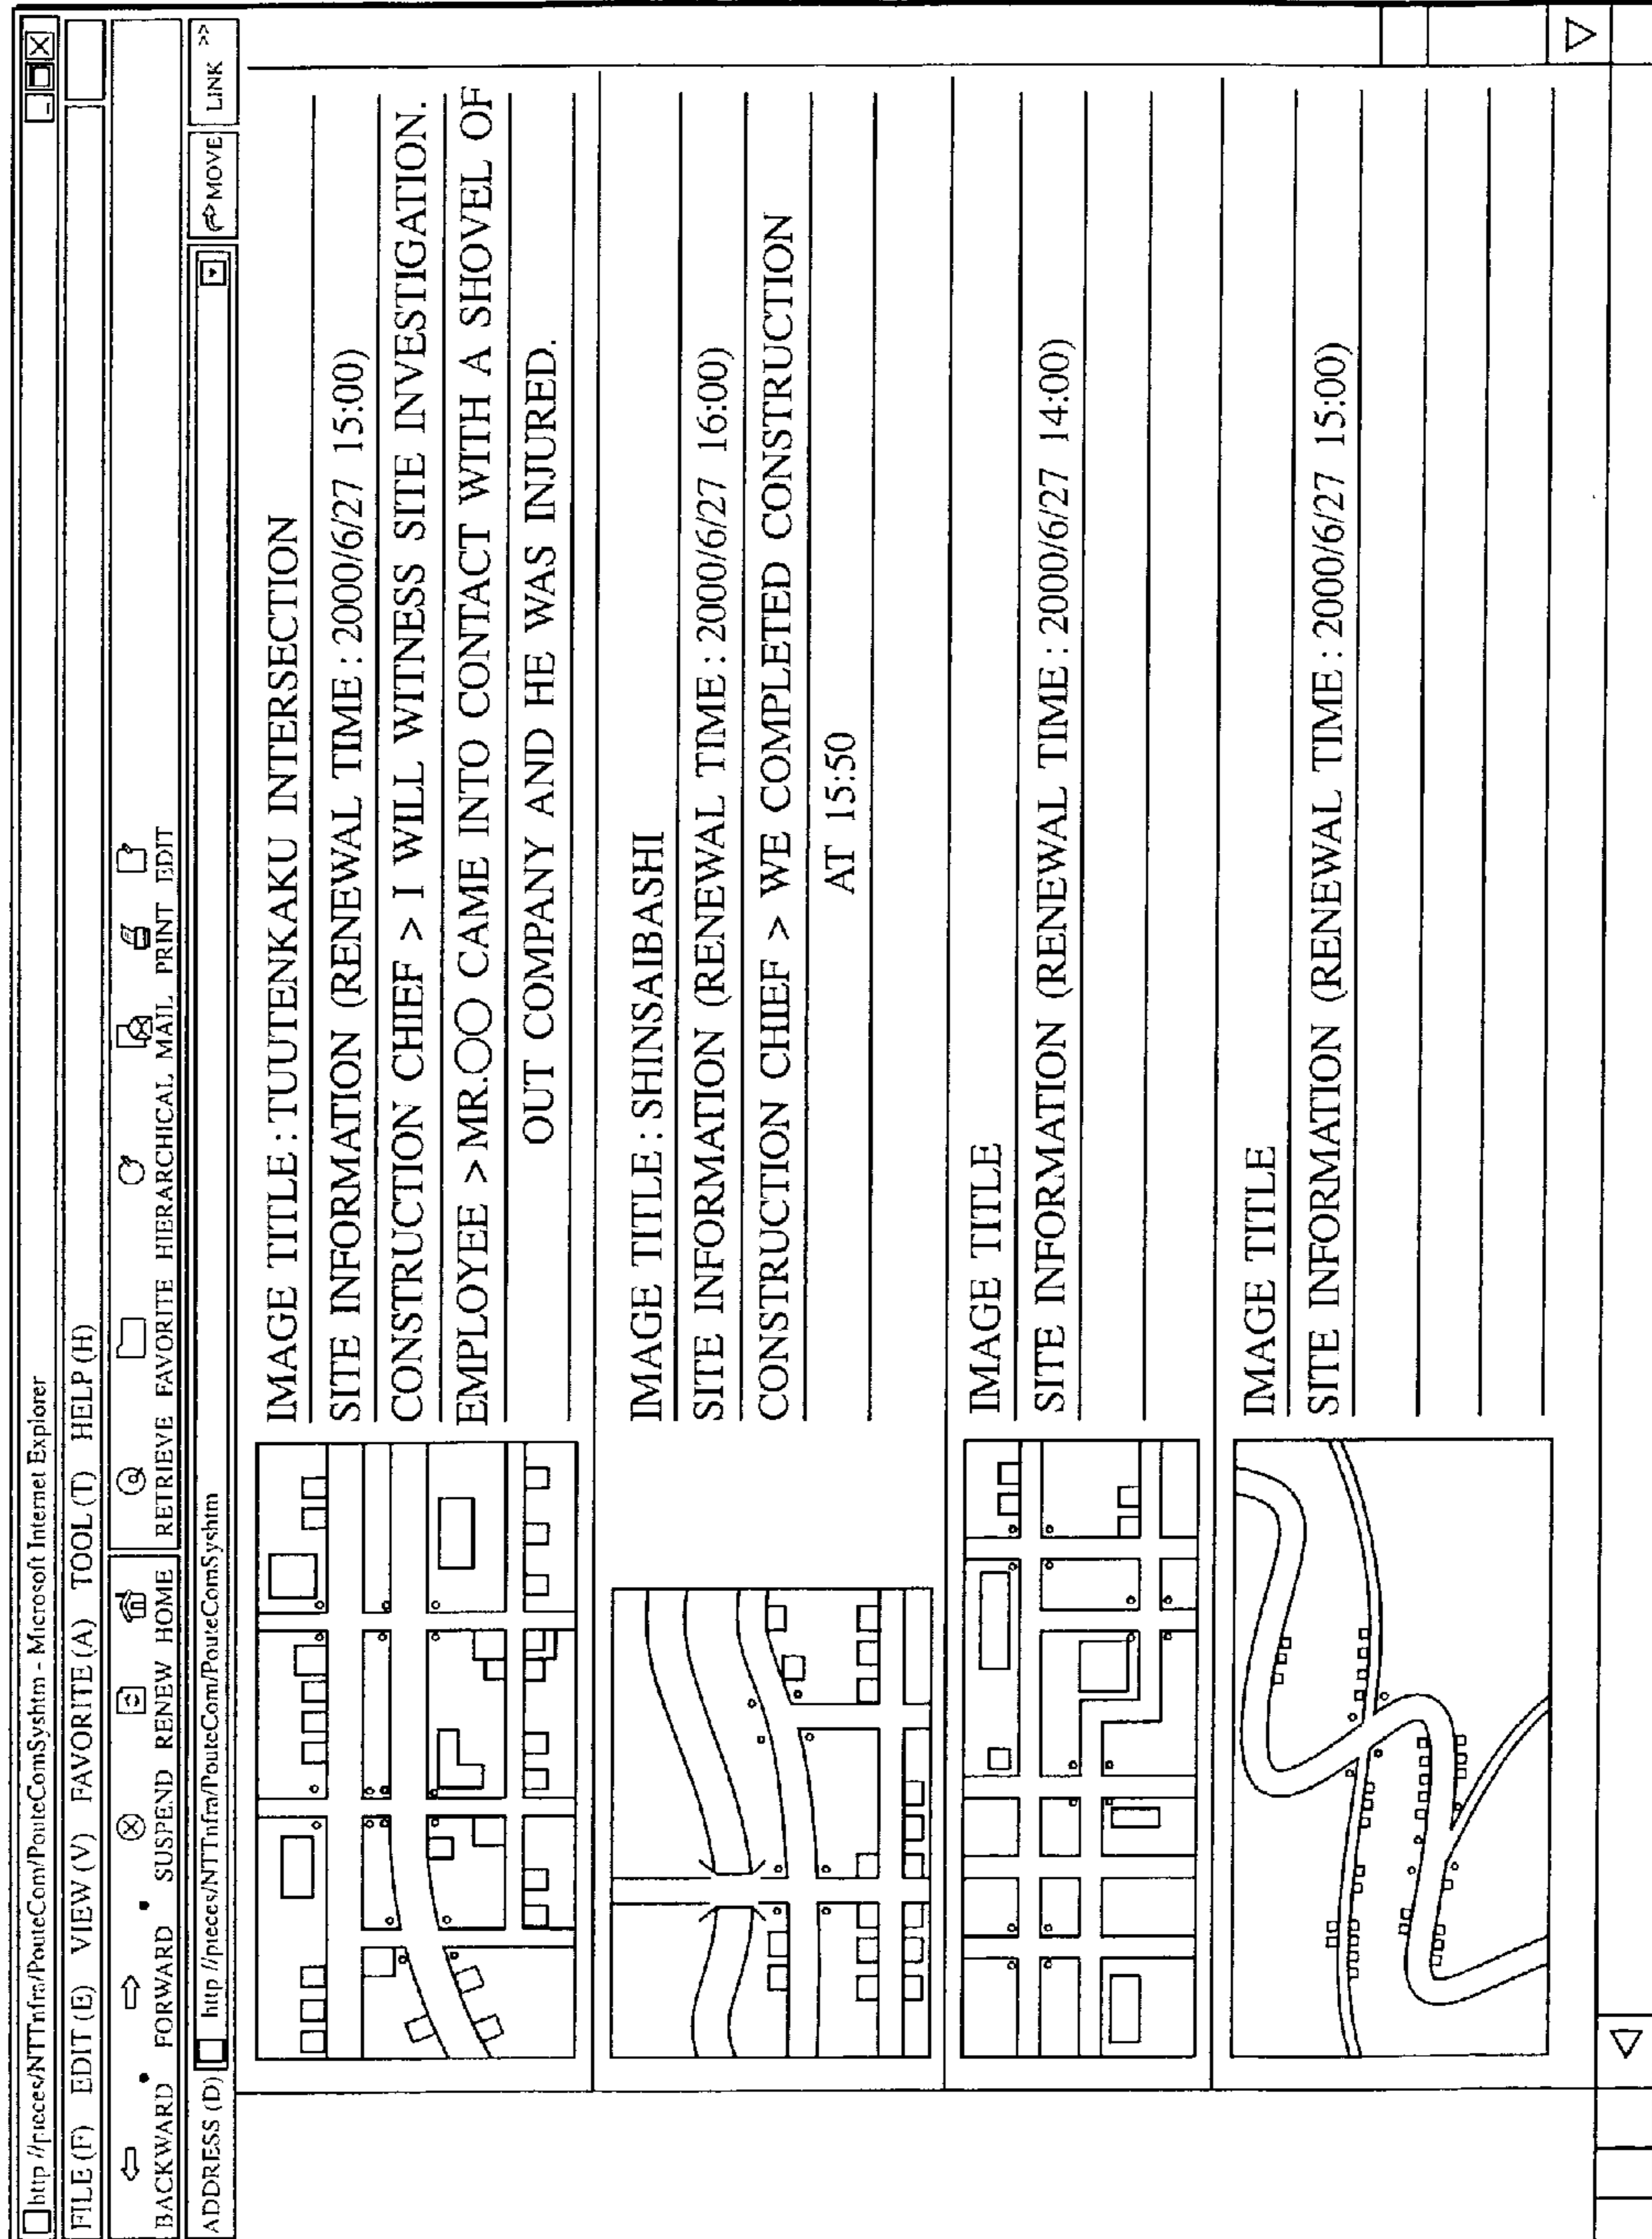 http //pieces/NTTnfra/PouteCom/PouteComSyshtm - Microsoft Internet Explorer
FILE (F) EDIT (E) VIEW (V) FAVORITE (A) TOOL (T) HELP (H)
BACKWARD FORWARD SUSPEND RENEW HOME RETRIEVE FAVORITE HIERARCHICAL MAIL PRINT EDIT
ADDRESS (D) http //pieces/NTTnfra/PouteCom/PouteComSyshtm MOVE LINK >>
IMAGE TITLE : TUUTENKAKU INTERSECTION
SITE INFORMATION (RENEWAL TIME : 2000/6/27 15:00)
CONSTRUCTION CHIEF > I WILL WITNESS SITE INVESTIGATION.
EMPLOYEE > MR.○○ CAME INTO CONTACT WITH A SHOVEL OF
OUT COMPANY AND HE WAS INJURED.
IMAGE TITLE : SHINSAIBASHI
SITE INFORMATION (RENEWAL TIME : 2000/6/27 16:00)
CONSTRUCTION CHIEF > WE COMPLETED CONSTRUCTION
AT 15:50
IMAGE TITLE
SITE INFORMATION (RENEWAL TIME : 2000/6/27 14:00)
IMAGE TITLE
SITE INFORMATION (RENEWAL TIME : 2000/6/27 15:00)